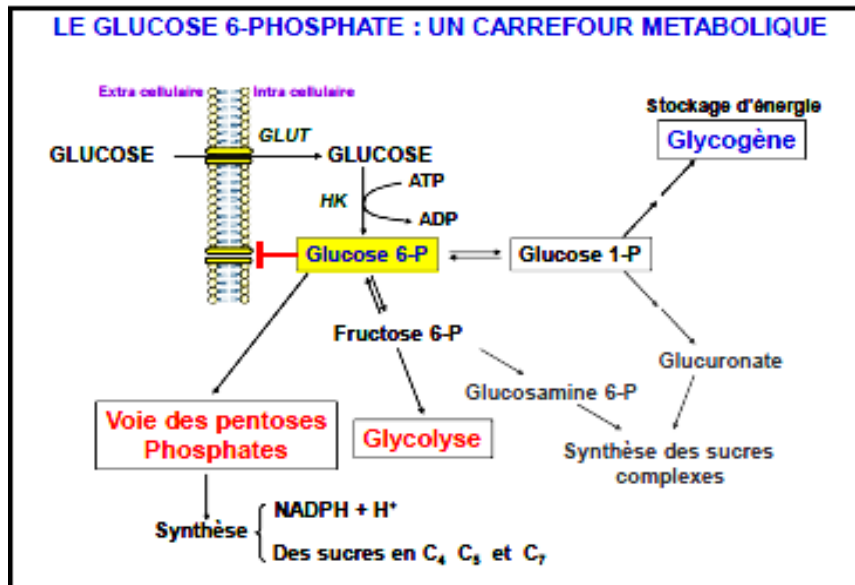 LE GLUCOSE 6-PHOSPHATE : UN CARREFOUR METABOLIQUE
Extra cellulaire
Intra cellulaire
Stockage d'énergie
GLUT
Glycogène
GLUCOSE
GLUCOSE
ATP
HK
ADP
Glucose 6-P
Glucose 1-P
Fructose 6-P
Glucuronate
Glucosamine 6-P
Voie des pentoses
Phosphates
Glycolyse
Synthèse des sucres
complexes
NADPH + H⁺
Synthèse
Des sucres en C₄ C₅ et C₇